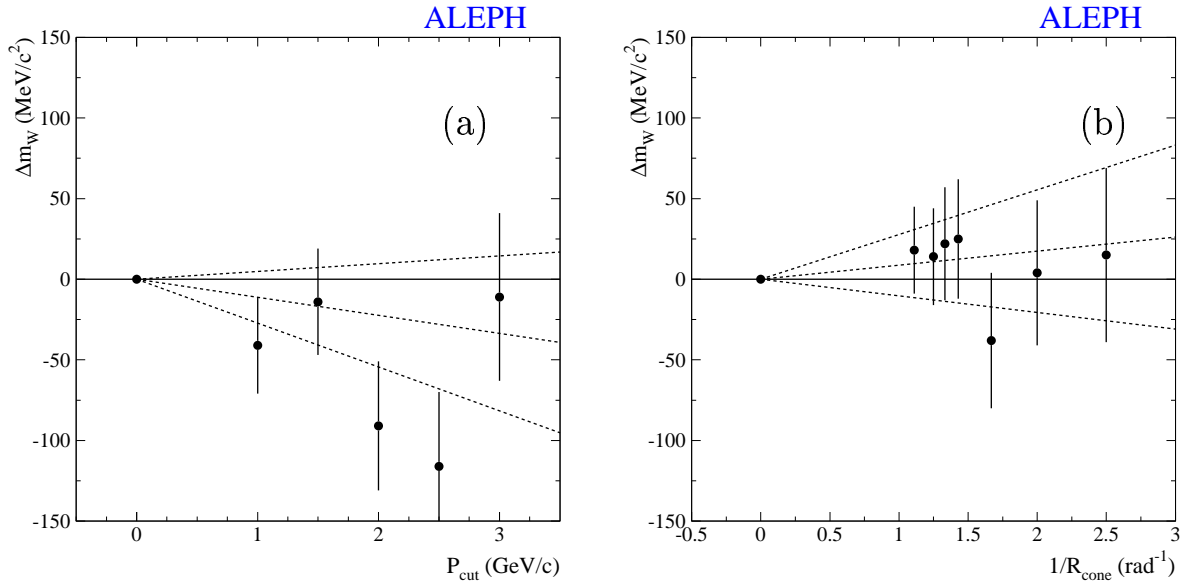 ALEPH
Δm_W (MeV/c²)
(a)
150
100
50
0
-50
-100
-150
0 1 2 3
P_cut (GeV/c)
ALEPH
Δm_W (MeV/c²)
(b)
150
100
50
0
-50
-100
-150
-0.5 0 0.5 1 1.5 2 2.5 3
1/R_cone (rad⁻¹)